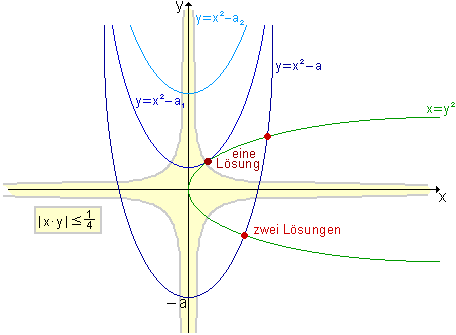 y
y=x²−a₂
y=x²−a
y=x²−a₁
x=y²
eine
Lösung
x
|x·y|≤1/4
zwei Lösungen
−a